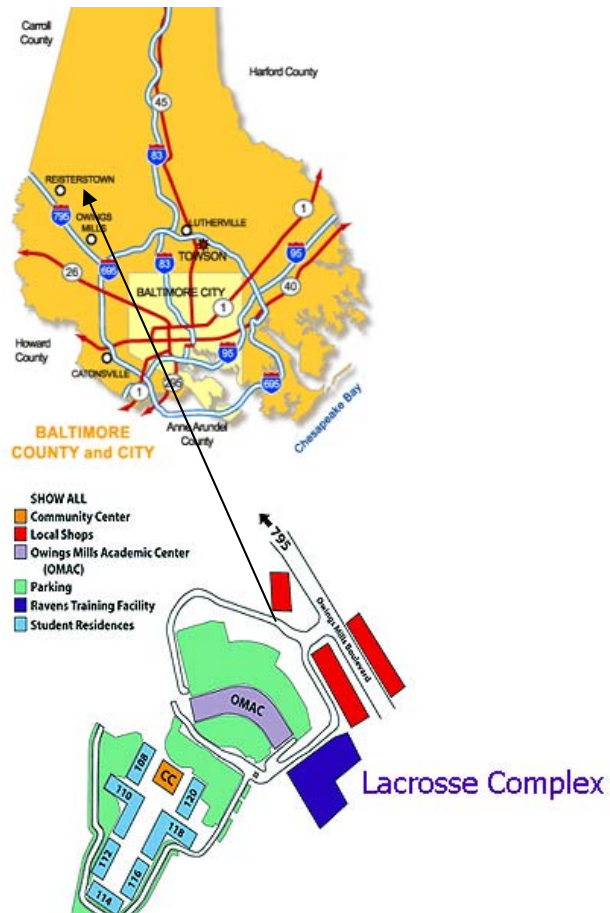 Carroll
County
Harford County
45
83
REISTERSTOWN
795
OWINGS
MILLS
LUTHERVILLE
1
TOWSON
26
695
83
95
40
BALTIMORE CITY
1
Howard
County
CATONSVILLE
95
295
695
1
Anne Arundel
County
Chesapeake Bay
BALTIMORE
COUNTY and CITY
SHOW ALL
Community Center
Local Shops
Owings Mills Academic Center
(OMAC)
Parking
Ravens Training Facility
Student Residences
795
Owings Mills Boulevard
OMAC
Lacrosse Complex
108
CC
110
120
118
112
116
114